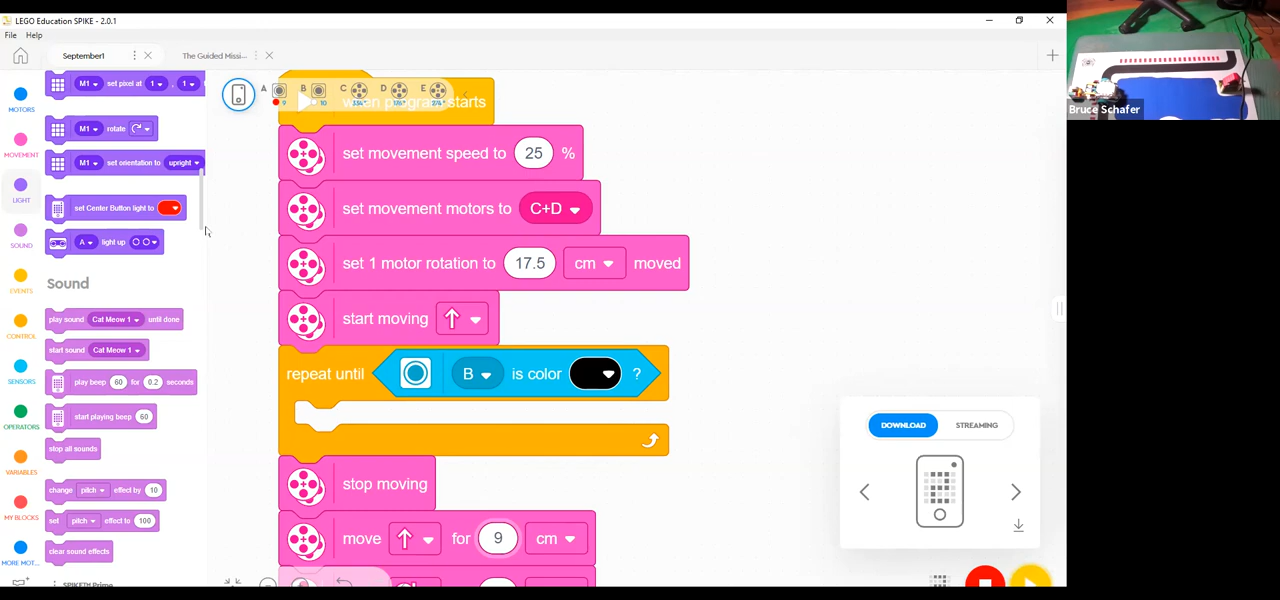 LEGO Education SPIKE - 2.0.1
File Help
September1
The Guided Missi...
MOTORS
MOVEMENT
LIGHT
SOUND
EVENTS
CONTROL
SENSORS
OPERATORS
VARIABLES
MY BLOCKS
MORE MOT...
M1 set pixel at 1 , 1
M1 rotate
M1 set orientation to upright
set Center Button light to
A light up
Sound
play sound Cat Meow 1 until done
start sound Cat Meow 1
play beep 60 for 0.2 seconds
start playing beep 60
stop all sounds
change pitch effect by 10
set pitch effect to 100
clear sound effects
A B C D E
9 10
when program starts
set movement speed to 25 %
set movement motors to C+D
set 1 motor rotation to 17.5 cm moved
start moving
repeat until B is color ?
stop moving
move for 9 cm
DOWNLOAD STREAMING
Bruce Schafer